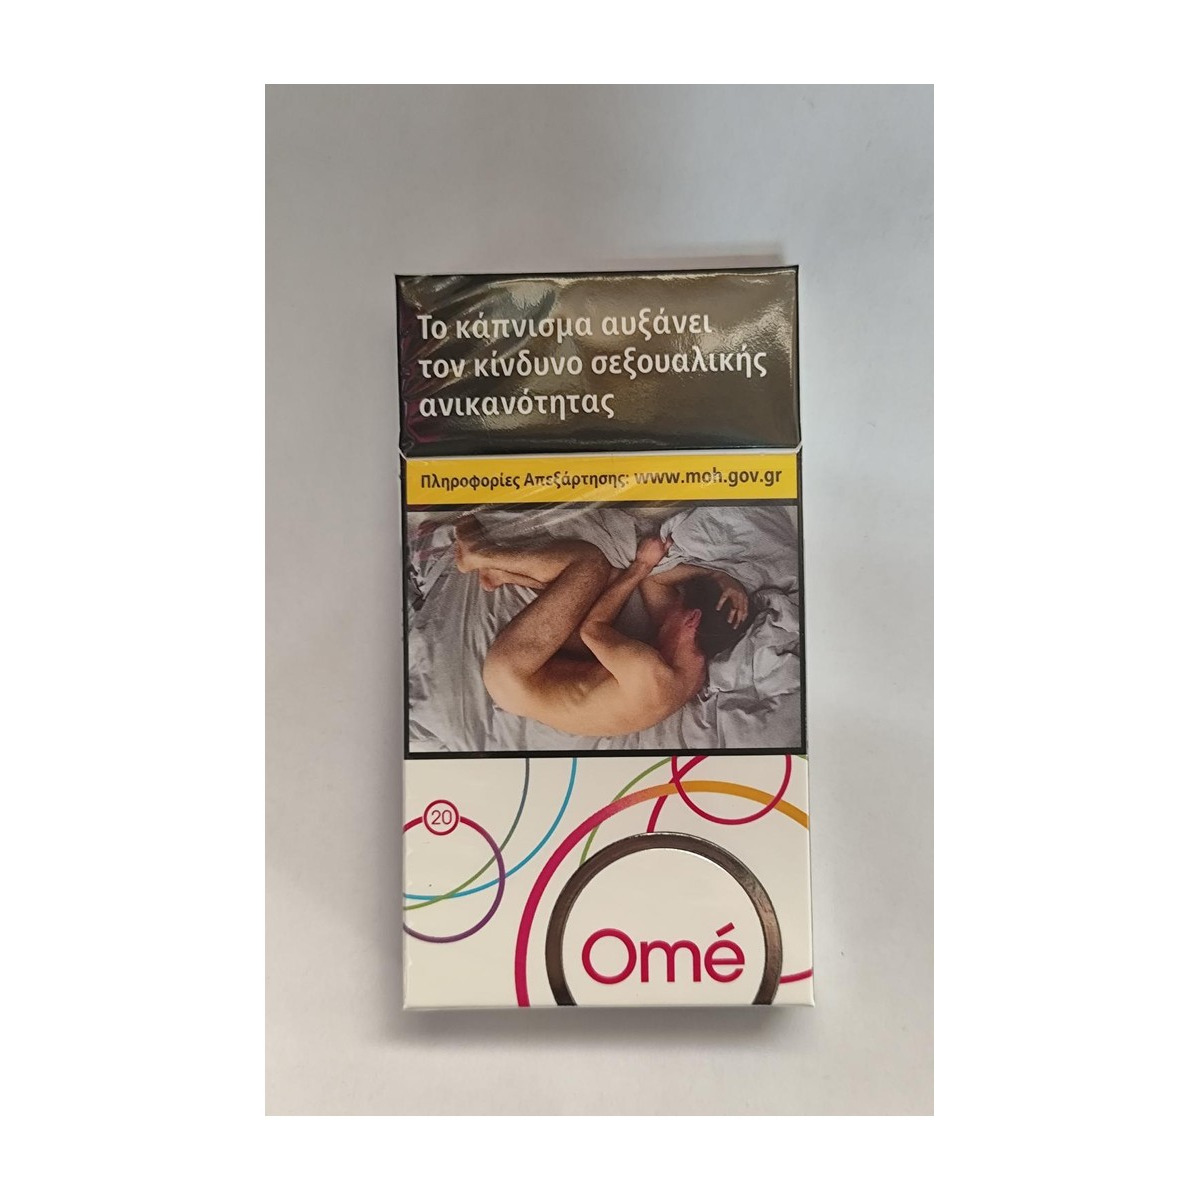 Το κάπνισμα αυξάνει
τον κίνδυνο σεξουαλικής
ανικανότητας
Πληροφορίες Απεξάρτησης: www.moh.gov.gr
20
Omé